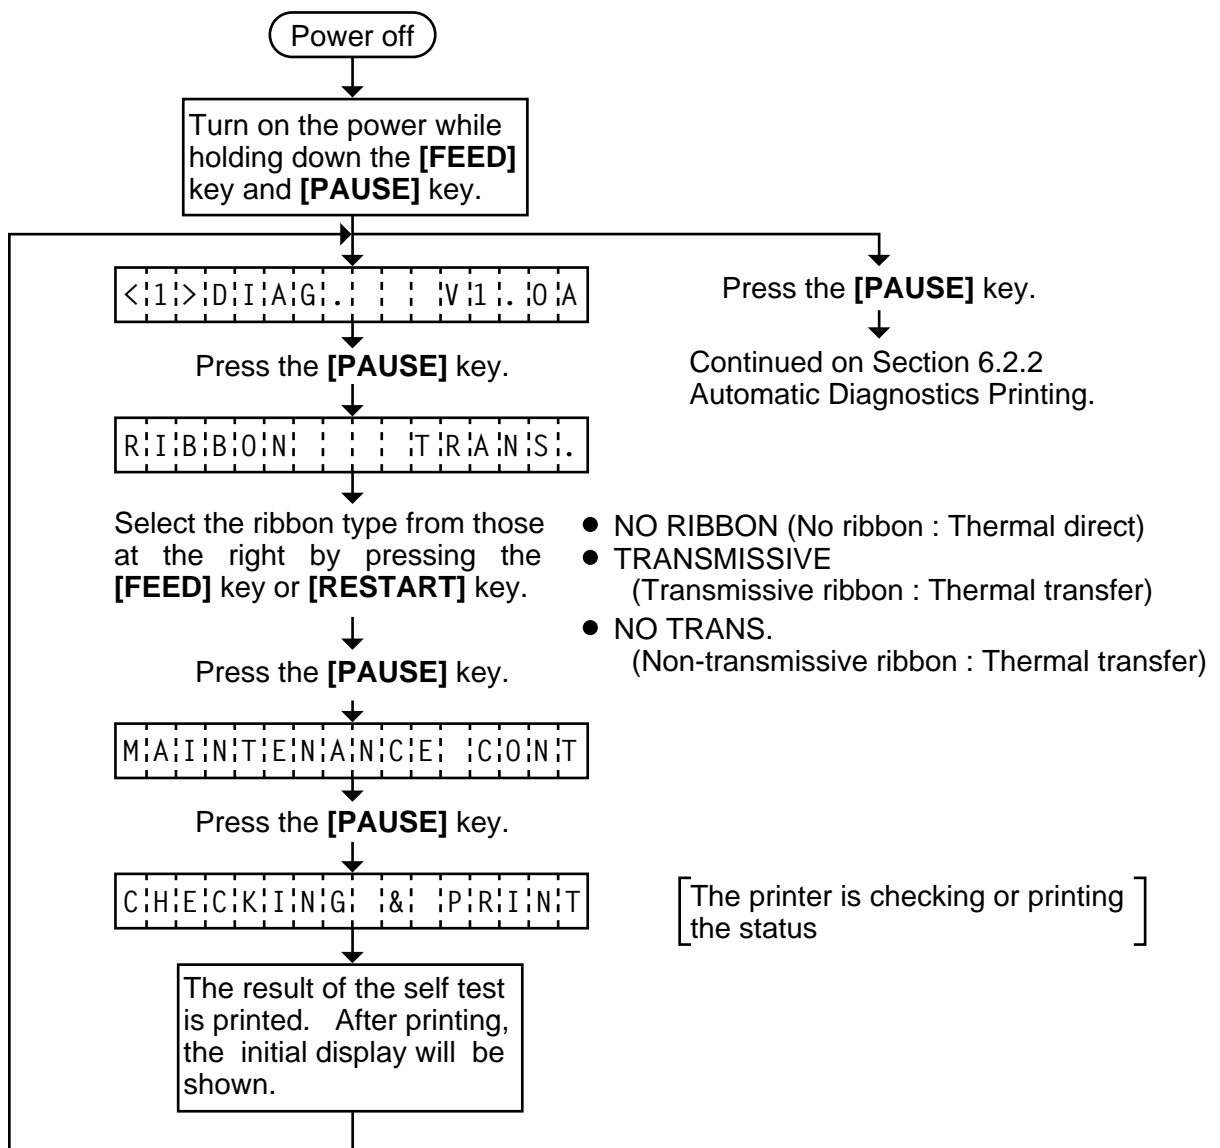 Power off
Turn on the power while
holding down the [FEED]
key and [PAUSE] key.
<1>DIAG.   V1.0A
Press the [PAUSE] key.
Press the [PAUSE] key.
Continued on Section 6.2.2
Automatic Diagnostics Printing.
RIBBON    TRANS.
Select the ribbon type from those
at the right by pressing the
[FEED] key or [RESTART] key.
● NO RIBBON (No ribbon : Thermal direct)
● TRANSMISSIVE
(Transmissive ribbon : Thermal transfer)
● NO TRANS.
(Non-transmissive ribbon : Thermal transfer)
Press the [PAUSE] key.
MAINTENANCE CONT
Press the [PAUSE] key.
CHECKING & PRINT
[The printer is checking or printing
the status]
The result of the self test
is printed. After printing,
the initial display will be
shown.